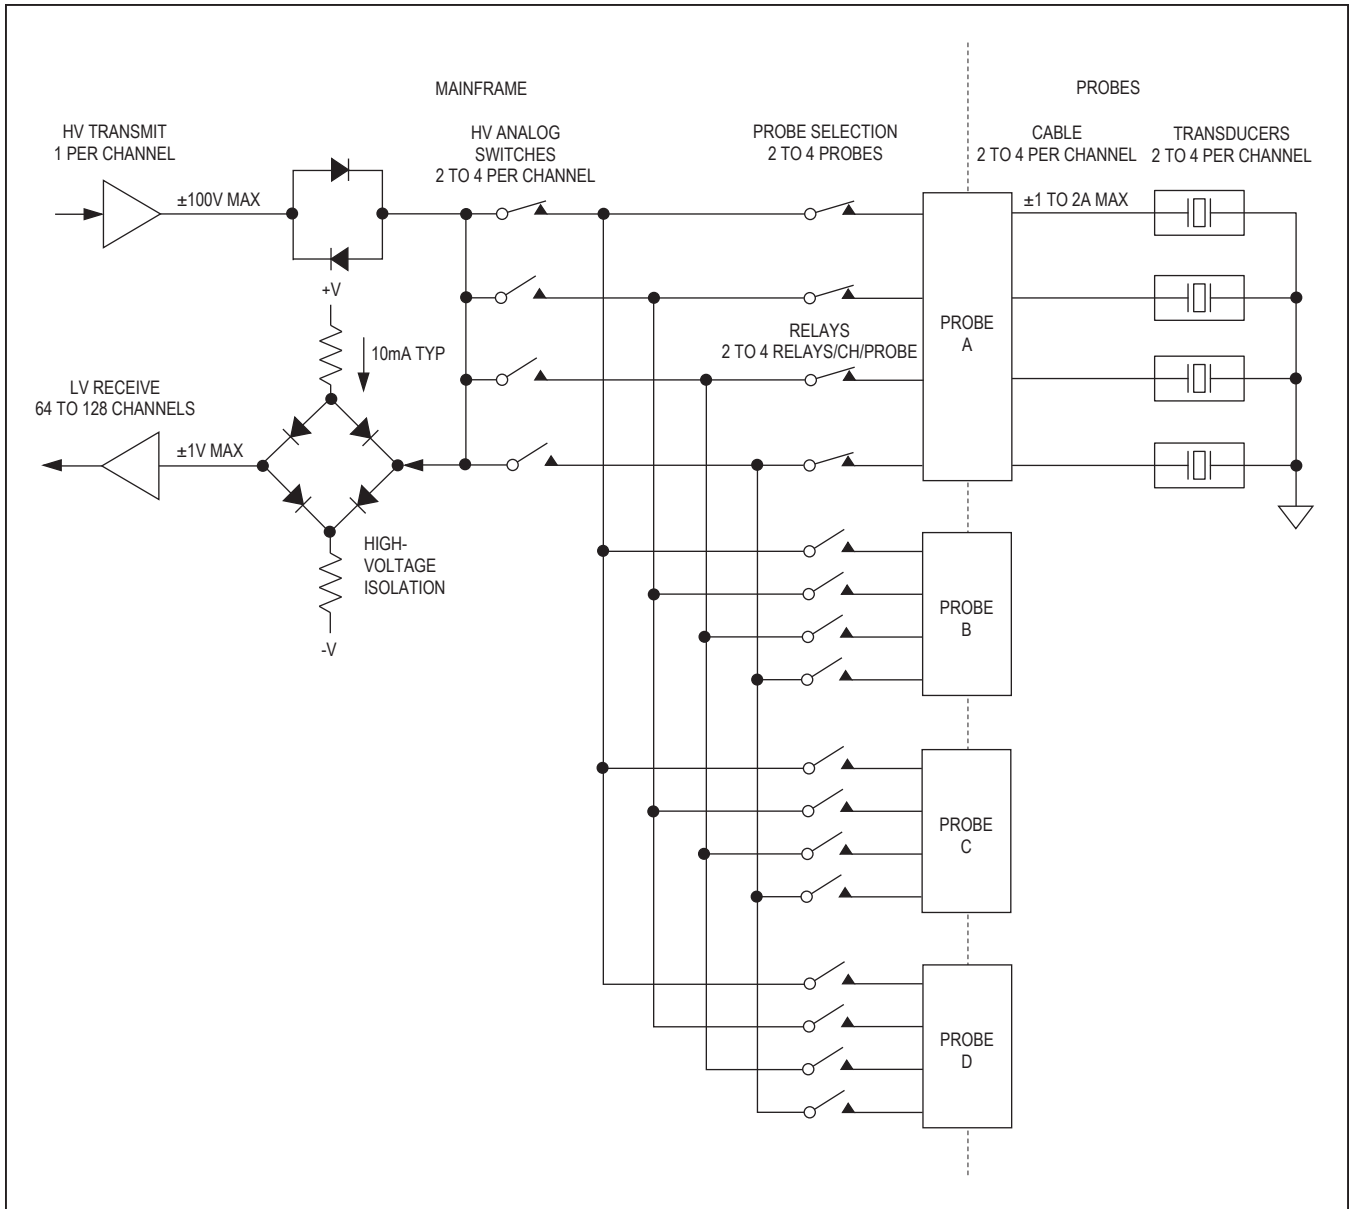 MAINFRAME
PROBES
HV TRANSMIT
1 PER CHANNEL
HV ANALOG
SWITCHES
2 TO 4 PER CHANNEL
PROBE SELECTION
2 TO 4 PROBES
CABLE
2 TO 4 PER CHANNEL
TRANSDUCERS
2 TO 4 PER CHANNEL
±100V MAX
±1 TO 2A MAX
+V
10mA TYP
RELAYS
2 TO 4 RELAYS/CH/PROBE
PROBE
A
LV RECEIVE
64 TO 128 CHANNELS
±1V MAX
HIGH-
VOLTAGE
ISOLATION
-V
PROBE
B
PROBE
C
PROBE
D